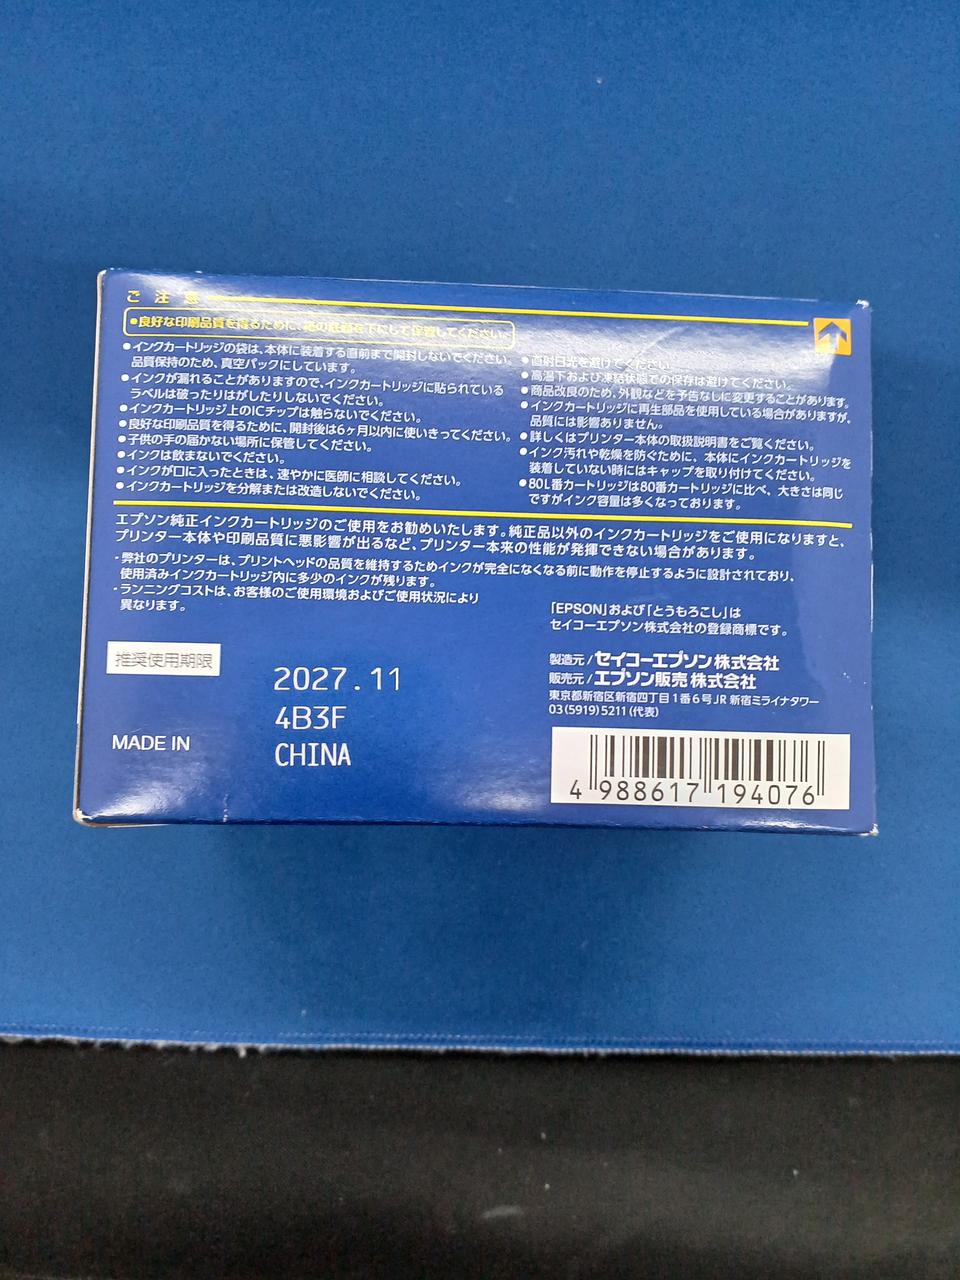 ご注意
●良好な印刷品質を得るために、箱の底面を下にして保管してください。
●インクカートリッジの袋は、本体に装着する直前まで開封しないでください。
品質保持のため、真空パックにしています。
●インクが漏れることがありますので、インクカートリッジに貼られている
ラベルは破ったりはがしたりしないでください。
●インクカートリッジ上のICチップは触らないでください。
●良好な印刷品質を得るために、開封後は6ヶ月以内に使いきってください。
●子供の手の届かない場所に保管してください。
●インクは飲まないでください。
●インクが口に入ったときは、速やかに医師に相談してください。
●インクカートリッジを分解または改造しないでください。
●直射日光を避けてください。
●高温下および凍結状態での保存は避けてください。
●商品改良のため、外観などを予告なしに変更することがあります。
●インクカートリッジに再生部品を使用している場合がありますが、
品質には影響ありません。
●詳しくはプリンター本体の取扱説明書をご覧ください。
●インク汚れや乾燥を防ぐために、本体にインクカートリッジを
装着していない時にはキャップを取り付けてください。
●80L番カートリッジは80番カートリッジに比べ、大きさは同じ
ですがインク容量は多くなっております。
エプソン純正インクカートリッジのご使用をお勧めいたします。純正品以外のインクカートリッジをご使用になりますと、
プリンター本体や印刷品質に悪影響が出るなど、プリンター本来の性能が発揮できない場合があります。
・弊社のプリンターは、プリントヘッドの品質を維持するためインクが完全になくなる前に動作を停止するように設計されており、
使用済みインクカートリッジ内に多少のインクが残ります。
・ランニングコストは、お客様のご使用環境およびご使用状況により
異なります。
「EPSON」および「とうもろこし」は
セイコーエプソン株式会社の登録商標です。
製造元/セイコーエプソン株式会社
販売元/エプソン販売株式会社
東京都新宿区新宿四丁目1番6号 JR新宿ミライナタワー
03(5919)5211(代表)
推奨使用期限
2027.11
4B3F
MADE IN CHINA
4 988617 194076